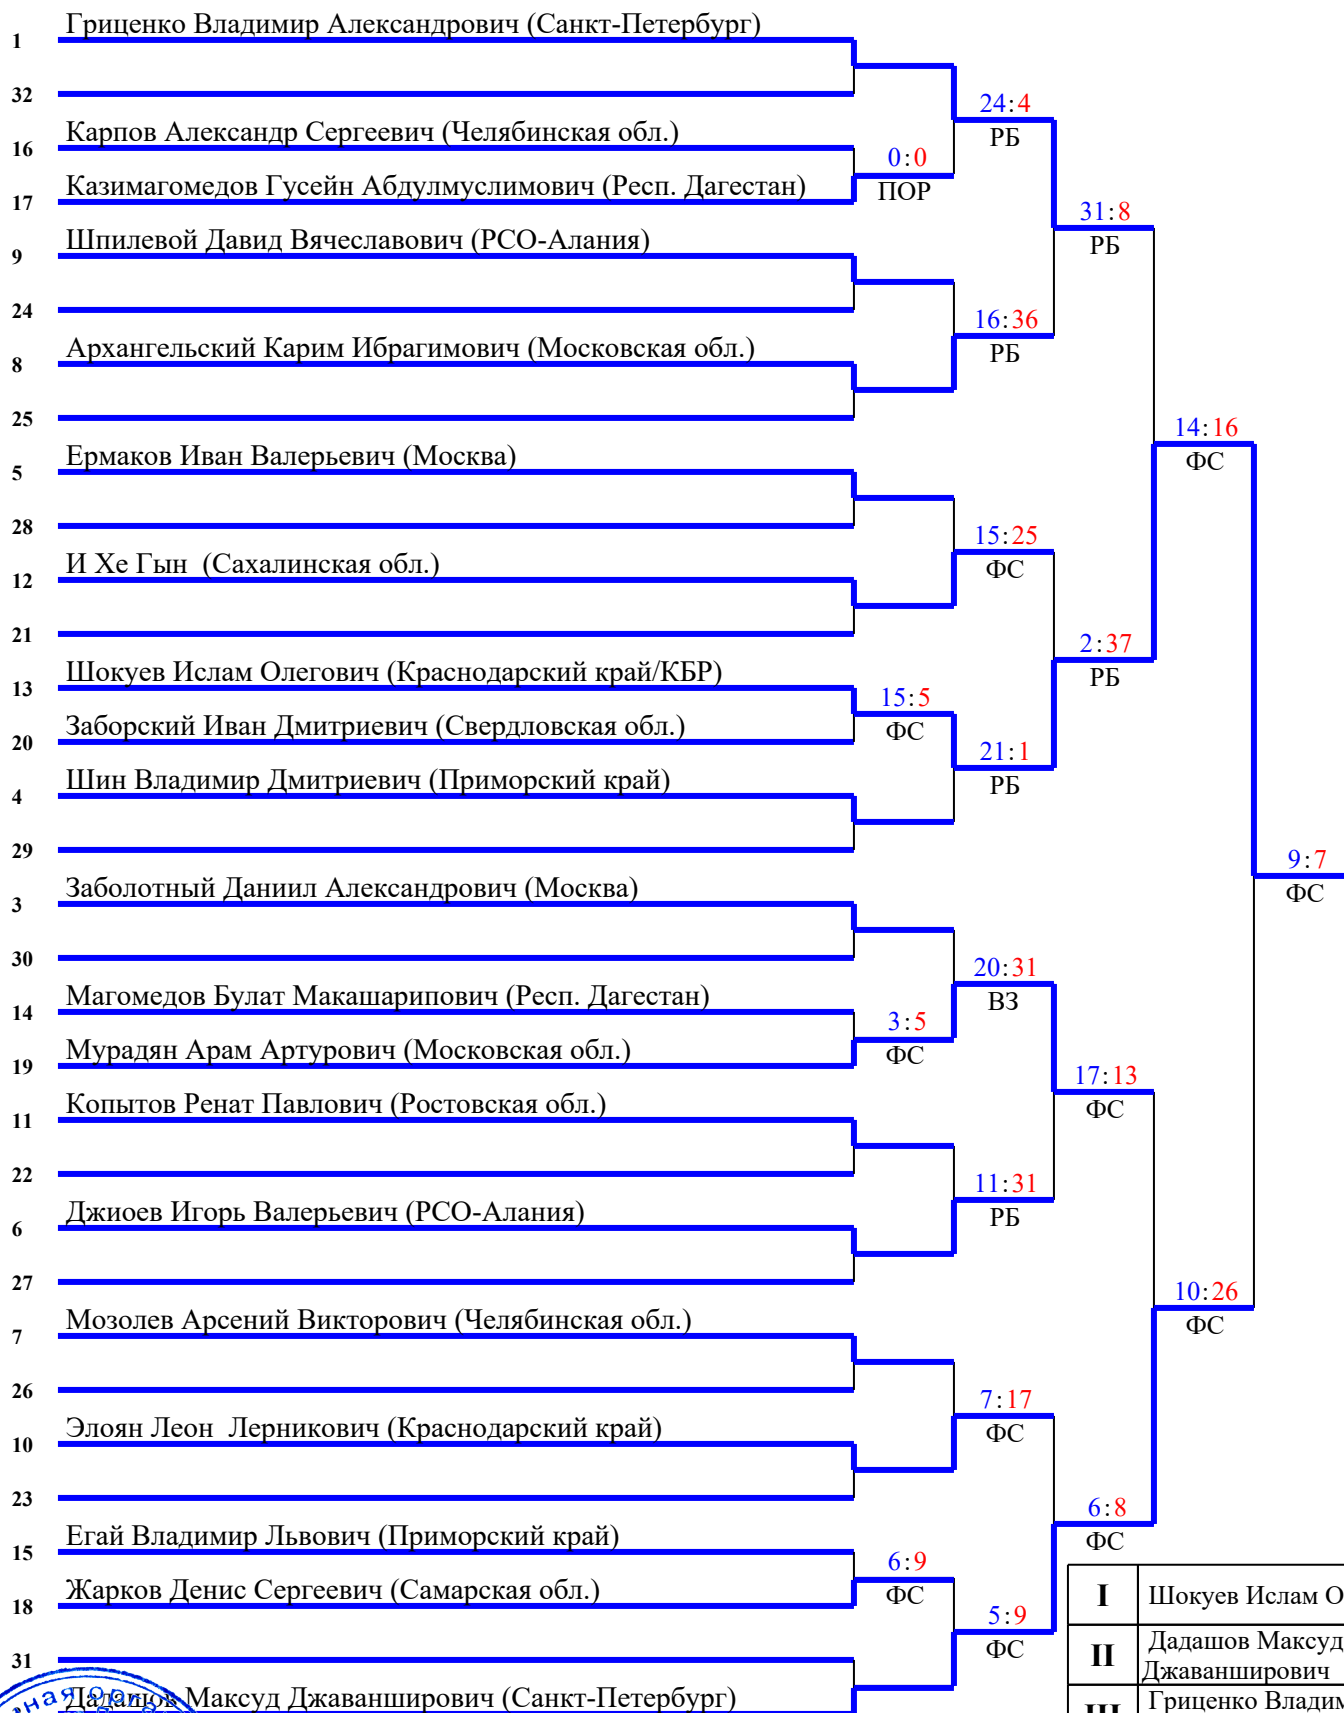 Гриценко Владимир Александрович (Санкт-Петербург)
1
32
24:4
РБ
Карпов Александр Сергеевич (Челябинская обл.)
16
0:0
ПОР
Казимагомедов Гусейн Абдулмуслимович (Респ. Дагестан)
17
31:8
РБ
Шпилевой Давид Вячеславович (РСО-Алания)
9
24
16:36
РБ
Архангельский Карим Ибрагимович (Московская обл.)
8
25
14:16
ФС
Ермаков Иван Валерьевич (Москва)
5
28
15:25
ФС
И Хе Гын (Сахалинская обл.)
12
21
2:37
РБ
Шокуев Ислам Олегович (Краснодарский край/КБР)
13
15:5
ФС
Заборский Иван Дмитриевич (Свердловская обл.)
20
21:1
РБ
Шин Владимир Дмитриевич (Приморский край)
4
29
9:7
ФС
Заболотный Даниил Александрович (Москва)
3
30
20:31
ВЗ
Магомедов Булат Макашарипович (Респ. Дагестан)
14
3:5
ФС
Мурадян Арам Артурович (Московская обл.)
19
17:13
ФС
Копытов Ренат Павлович (Ростовская обл.)
11
22
11:31
РБ
Джиоев Игорь Валерьевич (РСО-Алания)
6
27
10:26
ФС
Мозолев Арсений Викторович (Челябинская обл.)
7
26
7:17
ФС
Элоян Леон Лерникович (Краснодарский край)
10
23
6:8
ФС
Егай Владимир Львович (Приморский край)
15
6:9
ФС
Жарков Денис Сергеевич (Самарская обл.)
18
5:9
ФС
31
Дадашов Максуд Джаванширович (Санкт-Петербург)
I Шокуев Ислам О
II Дадашов Максуд
Джаванширович
III Гриценко Владим